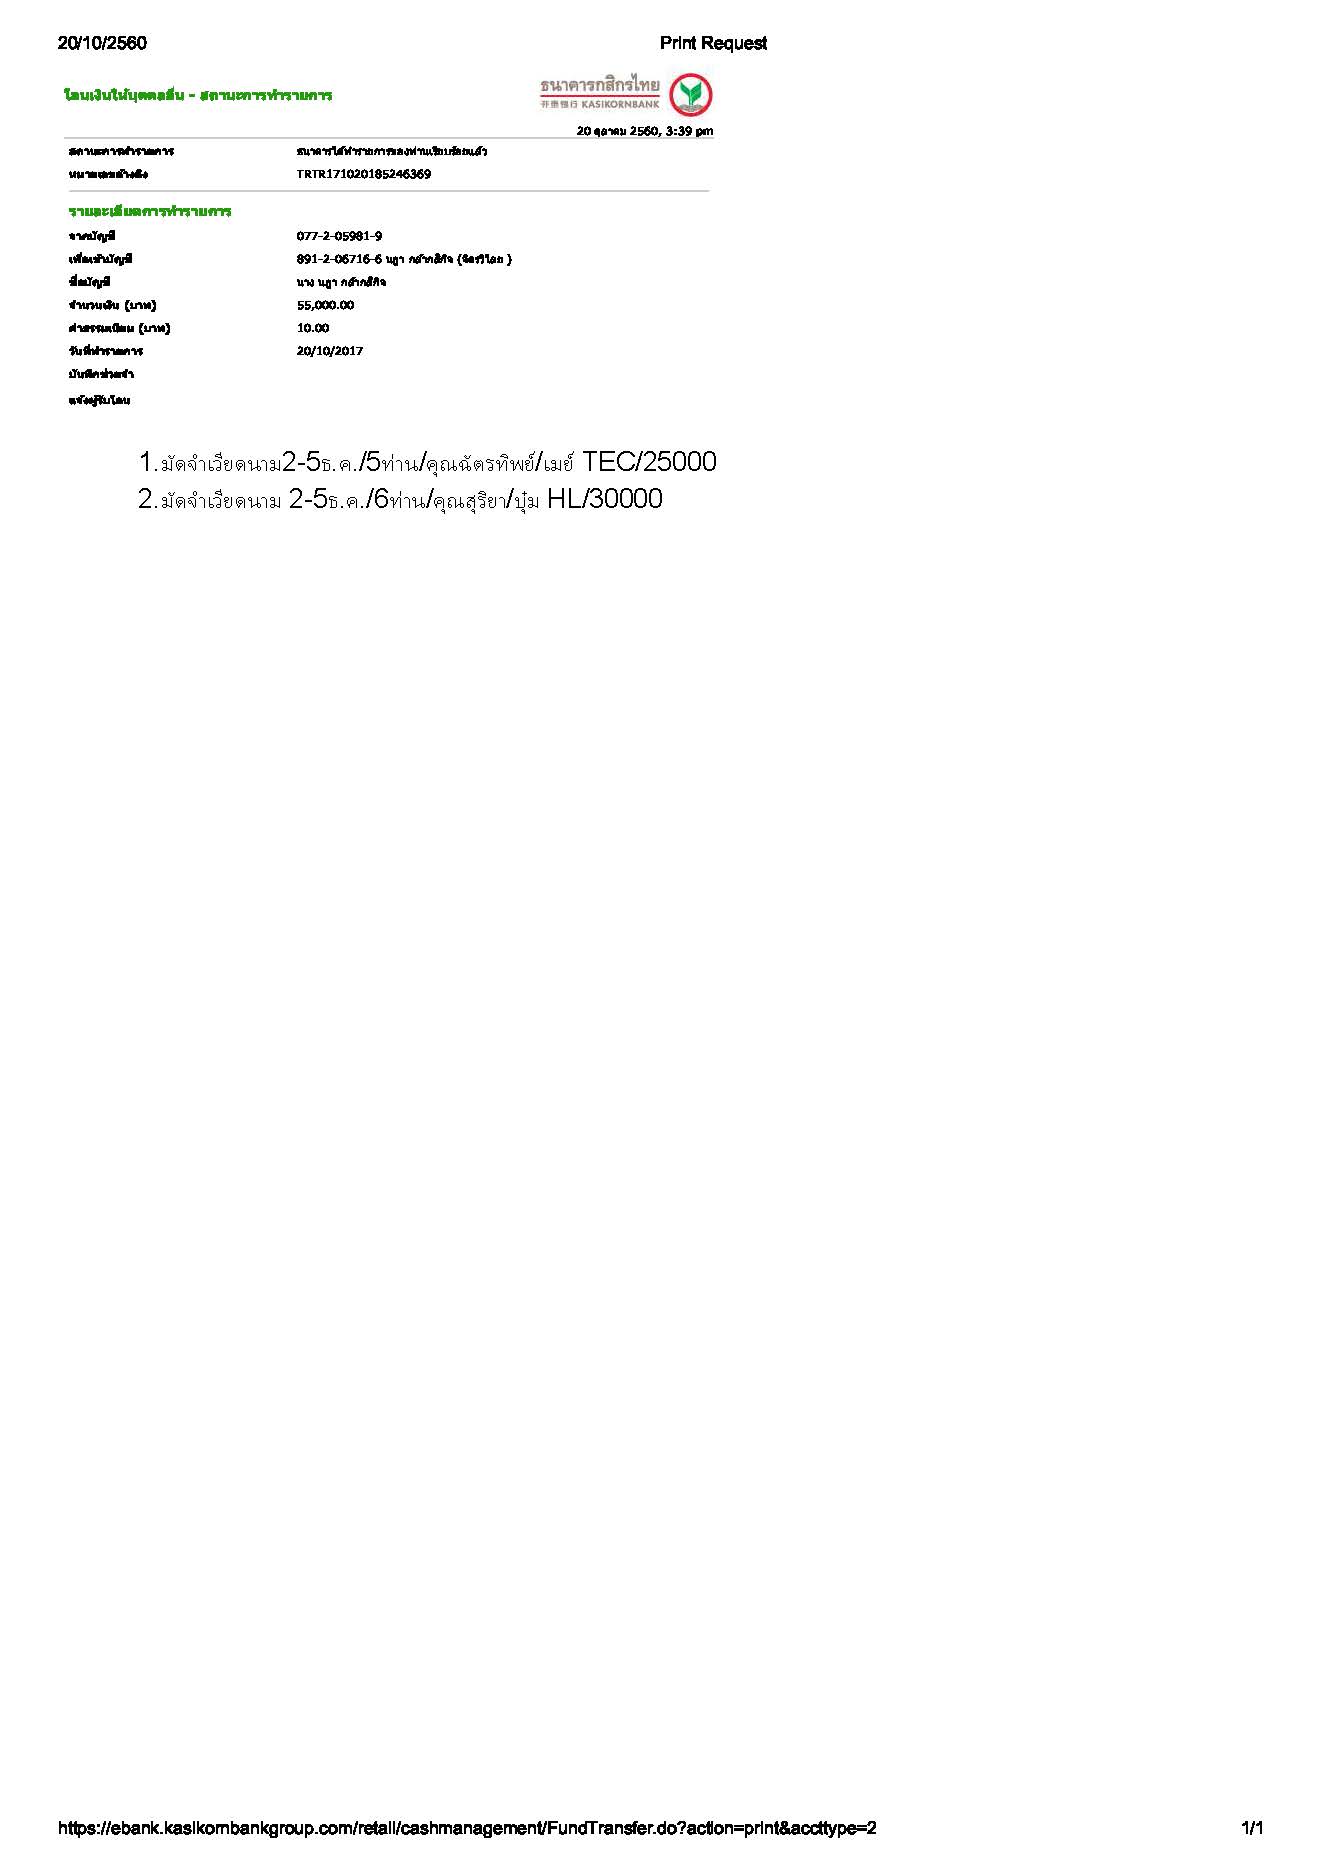 20/10/2560 Print Request
โอนเงินให้บุคคลอื่น - สถานะการทำรายการ
ธนาคารกสิกรไทย
开泰银行 KASIKORNBANK
20 ตุลาคม 2560, 3:39 pm
สถานะการทำรายการ ธนาคารได้ทำรายการของท่านเรียบร้อยแล้ว
หมายเลขอ้างอิง TRTR171020185246369
รายละเอียดการทำรายการ
จากบัญชี 077-2-05981-9
เพื่อเข้าบัญชี 891-2-06716-6 นฎา กล้ากสิกิจ (จิตรวิไลย )
ชื่อบัญชี นาง นฎา กล้ากสิกิจ
จำนวนเงิน (บาท) 55,000.00
ค่าธรรมเนียม (บาท) 10.00
วันที่ทำรายการ 20/10/2017
บันทึกช่วยจำ
แจ้งผู้รับโอน
1.มัดจำเวียดนาม2-5ธ.ค./5ท่าน/คุณฉัตรทิพย์/เมย์ TEC/25000
2.มัดจำเวียดนาม 2-5ธ.ค./6ท่าน/คุณสุริยา/ปุ๋ม HL/30000
https://ebank.kasikornbankgroup.com/retail/cashmanagement/FundTransfer.do?action=print&accttype=2 1/1